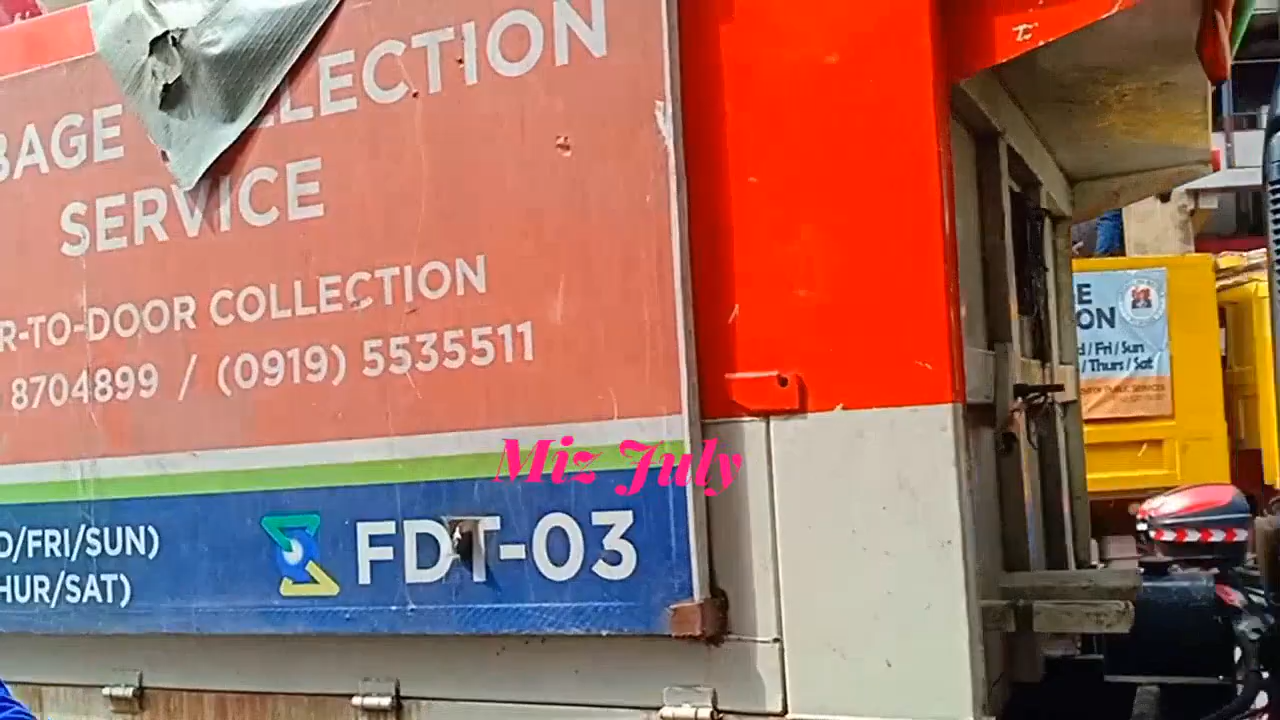 BAGE LLECTION
SERVICE
R-TO-DOOR COLLECTION
8704899 / (0919) 5535511
D/FRI/SUN)
HUR/SAT)
FDT-03
Miz July
E
ON
d / Fri / Sun
/ Thurs / Sat